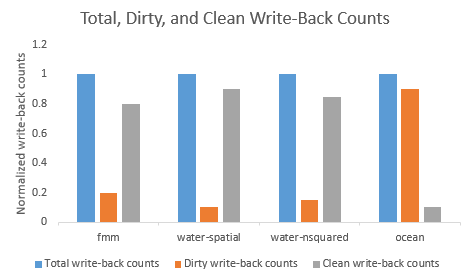 Total, Dirty, and Clean Write-Back Counts
Normalized write-back counts
1.2
1
0.8
0.6
0.4
0.2
0
fmm water-spatial water-nsquared ocean
Total write-back counts Dirty write-back counts Clean write-back counts